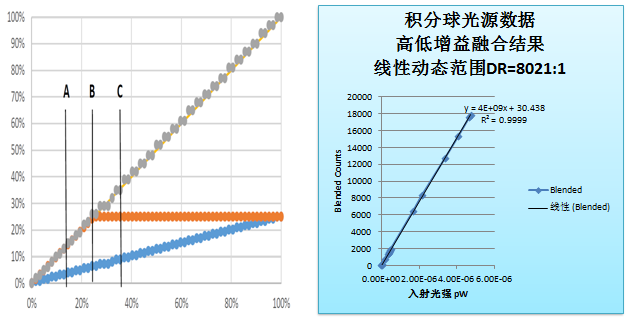 100%
90%
80%
70%
60%
50%
40%
30%
20%
10%
0%
A B C
0% 20% 40% 60% 80% 100%
积分球光源数据
高低增益融合结果
线性动态范围DR=8021:1
Blended Counts
20000
18000
16000
14000
12000
10000
8000
6000
4000
2000
0
y = 4E+09x + 30.438
R² = 0.9999
Blended
线性 (Blended)
0.00E+00 2.00E-06 4.00E-06 6.00E-06
入射光强 pW